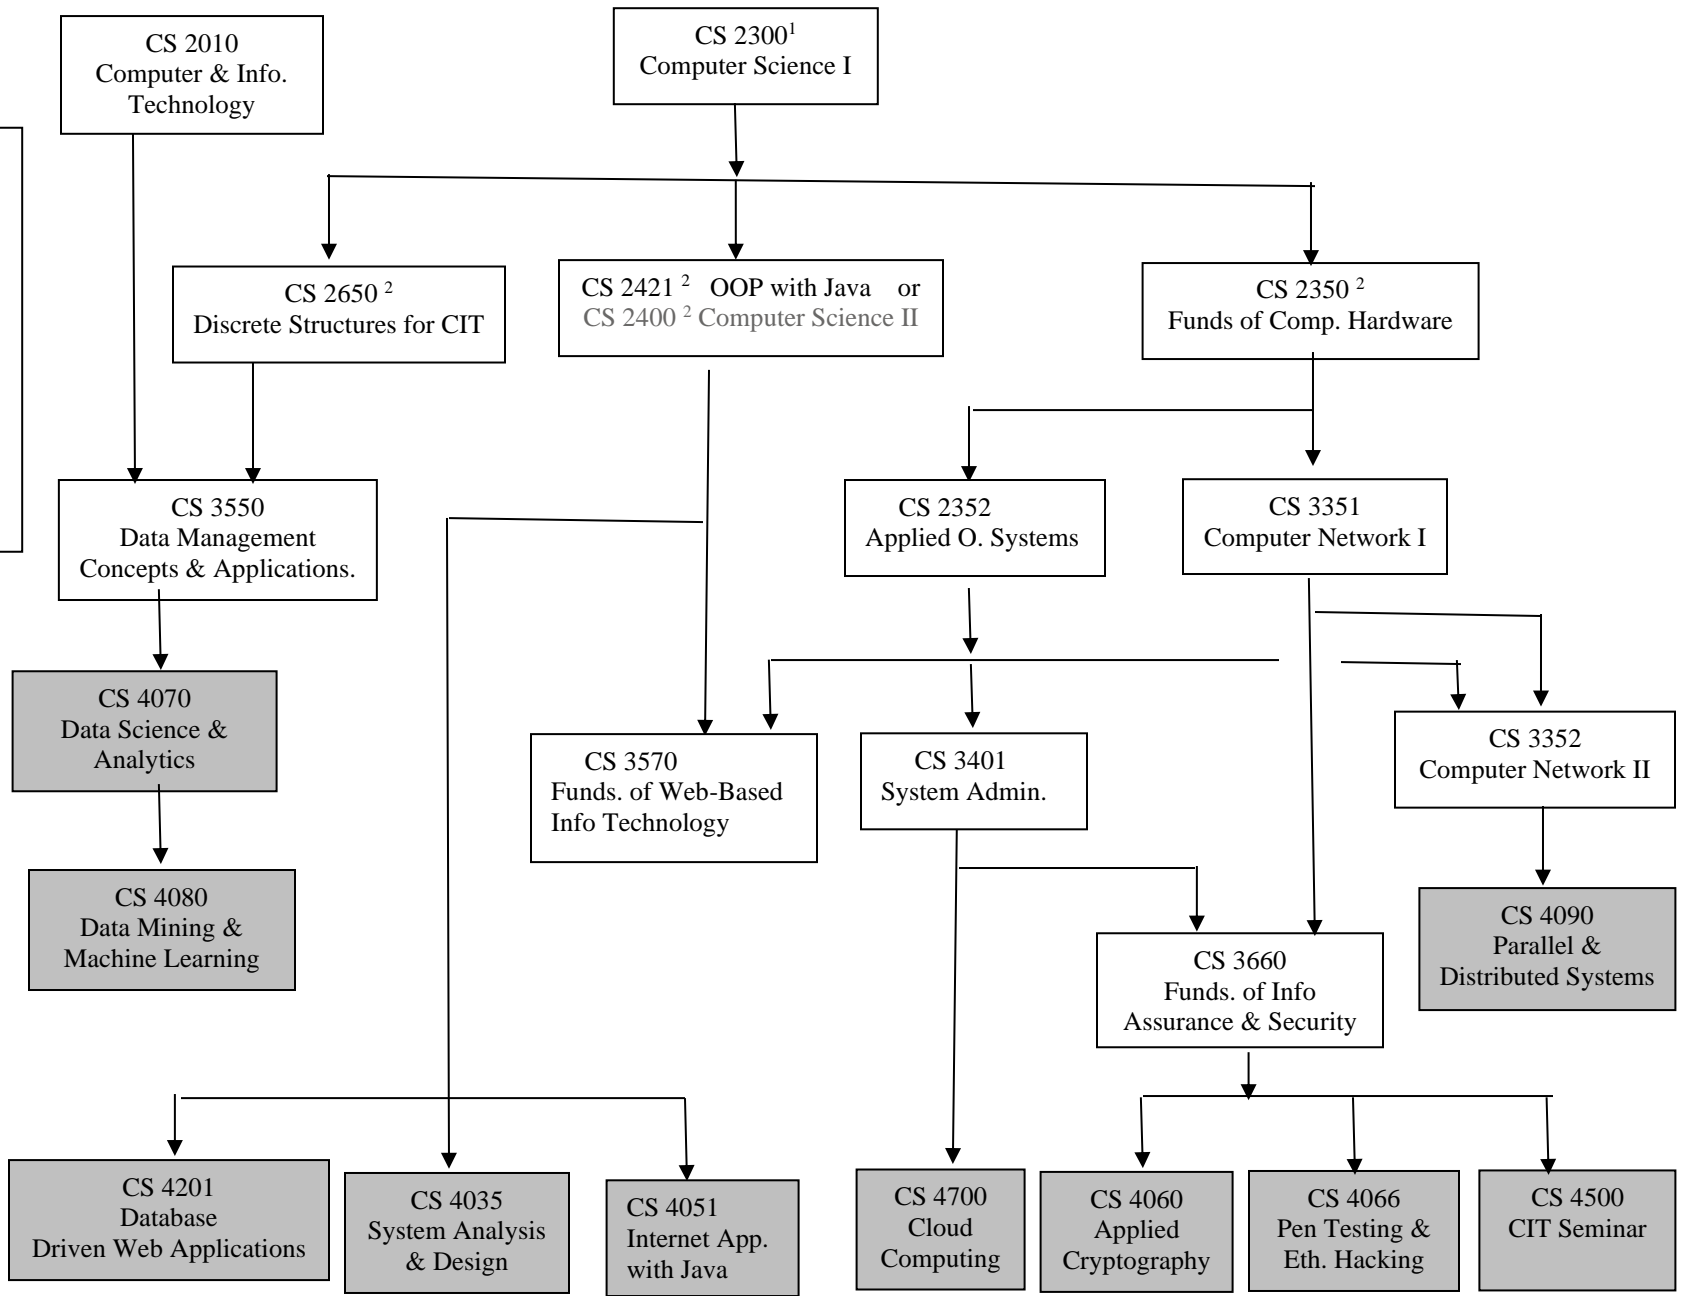 CS 2010
Computer & Info.
Technology
CS 2300¹
Computer Science I
CS 2650 ²
Discrete Structures for CIT
CS 2421 ² OOP with Java or
CS 2400 ² Computer Science II
CS 2350 ²
Funds of Comp. Hardware
CS 3550
Data Management
Concepts & Applications.
CS 2352
Applied O. Systems
CS 3351
Computer Network I
CS 4070
Data Science &
Analytics
CS 3570
Funds. of Web-Based
Info Technology
CS 3401
System Admin.
CS 3352
Computer Network II
CS 4080
Data Mining &
Machine Learning
CS 3660
Funds. of Info
Assurance & Security
CS 4090
Parallel &
Distributed Systems
CS 4201
Database
Driven Web Applications
CS 4035
System Analysis
& Design
CS 4051
Internet App.
with Java
CS 4700
Cloud
Computing
CS 4060
Applied
Cryptography
CS 4066
Pen Testing &
Eth. Hacking
CS 4500
CIT Seminar